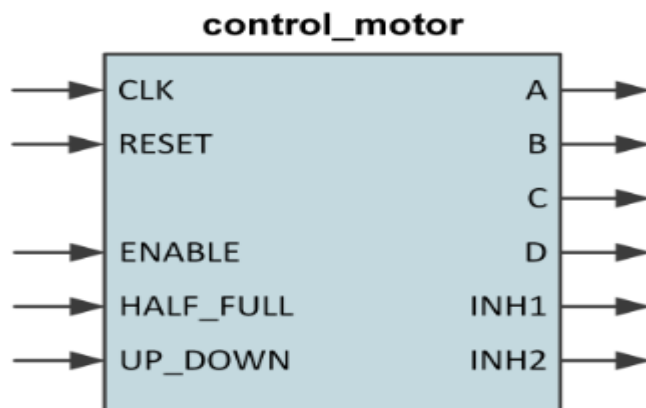 control_motor
CLK A
RESET B
C
ENABLE D
HALF_FULL INH1
UP_DOWN INH2